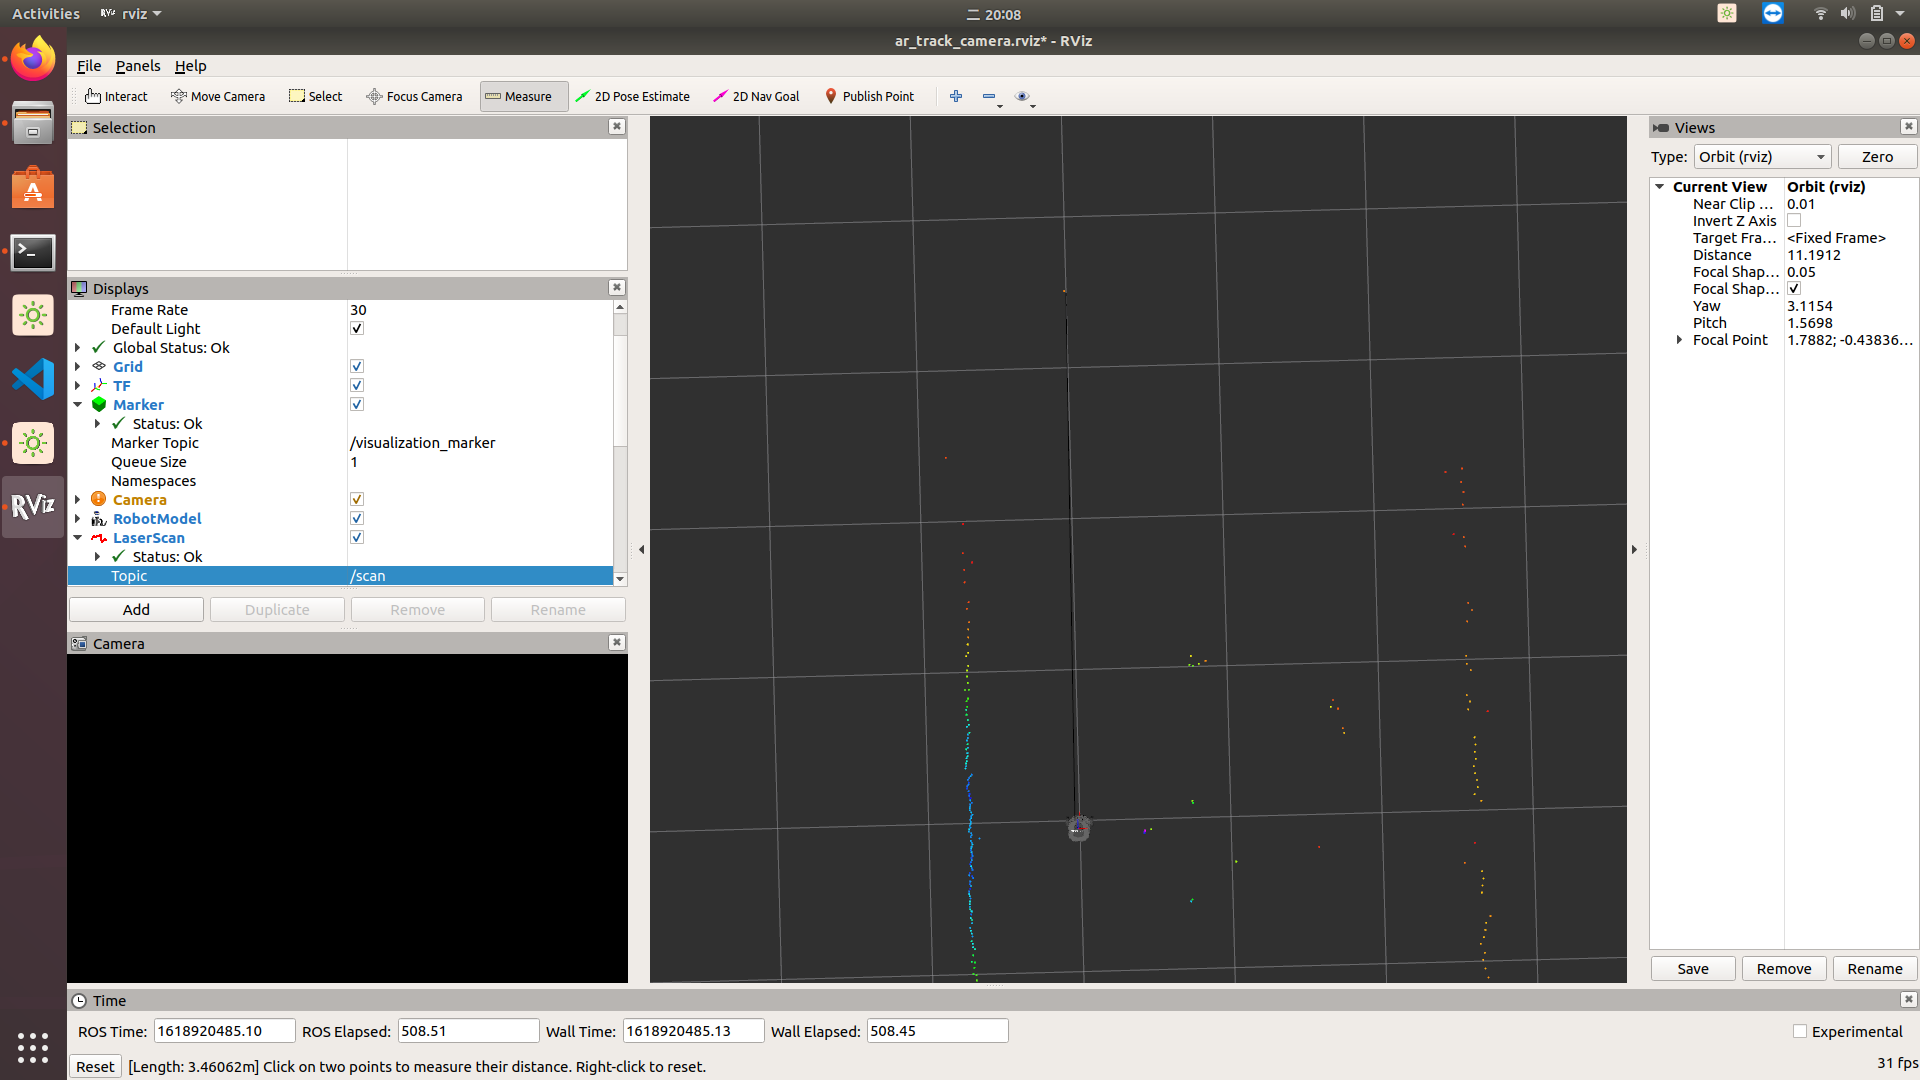 Activities rviz 二 20:08
ar_track_camera.rviz* - RViz
File Panels Help
Interact Move Camera Select Focus Camera Measure 2D Pose Estimate 2D Nav Goal Publish Point
Selection
Displays
Frame Rate 30
Default Light
Global Status: Ok
Grid
TF
Marker
Status: Ok
Marker Topic /visualization_marker
Queue Size 1
Namespaces
Camera
RobotModel
LaserScan
Status: Ok
Topic /scan
Add Duplicate Remove Rename
Camera
Views
Type: Orbit (rviz) Zero
Current View Orbit (rviz)
Near Clip ... 0.01
Invert Z Axis
Target Fra... <Fixed Frame>
Distance 11.1912
Focal Shap... 0.05
Focal Shap...
Yaw 3.1154
Pitch 1.5698
Focal Point 1.7882; -0.43836...
Save Remove Rename
Time
ROS Time: 1618920485.10 ROS Elapsed: 508.51 Wall Time: 1618920485.13 Wall Elapsed: 508.45 Experimental
Reset [Length: 3.46062m] Click on two points to measure their distance. Right-click to reset. 31 fps
RViz